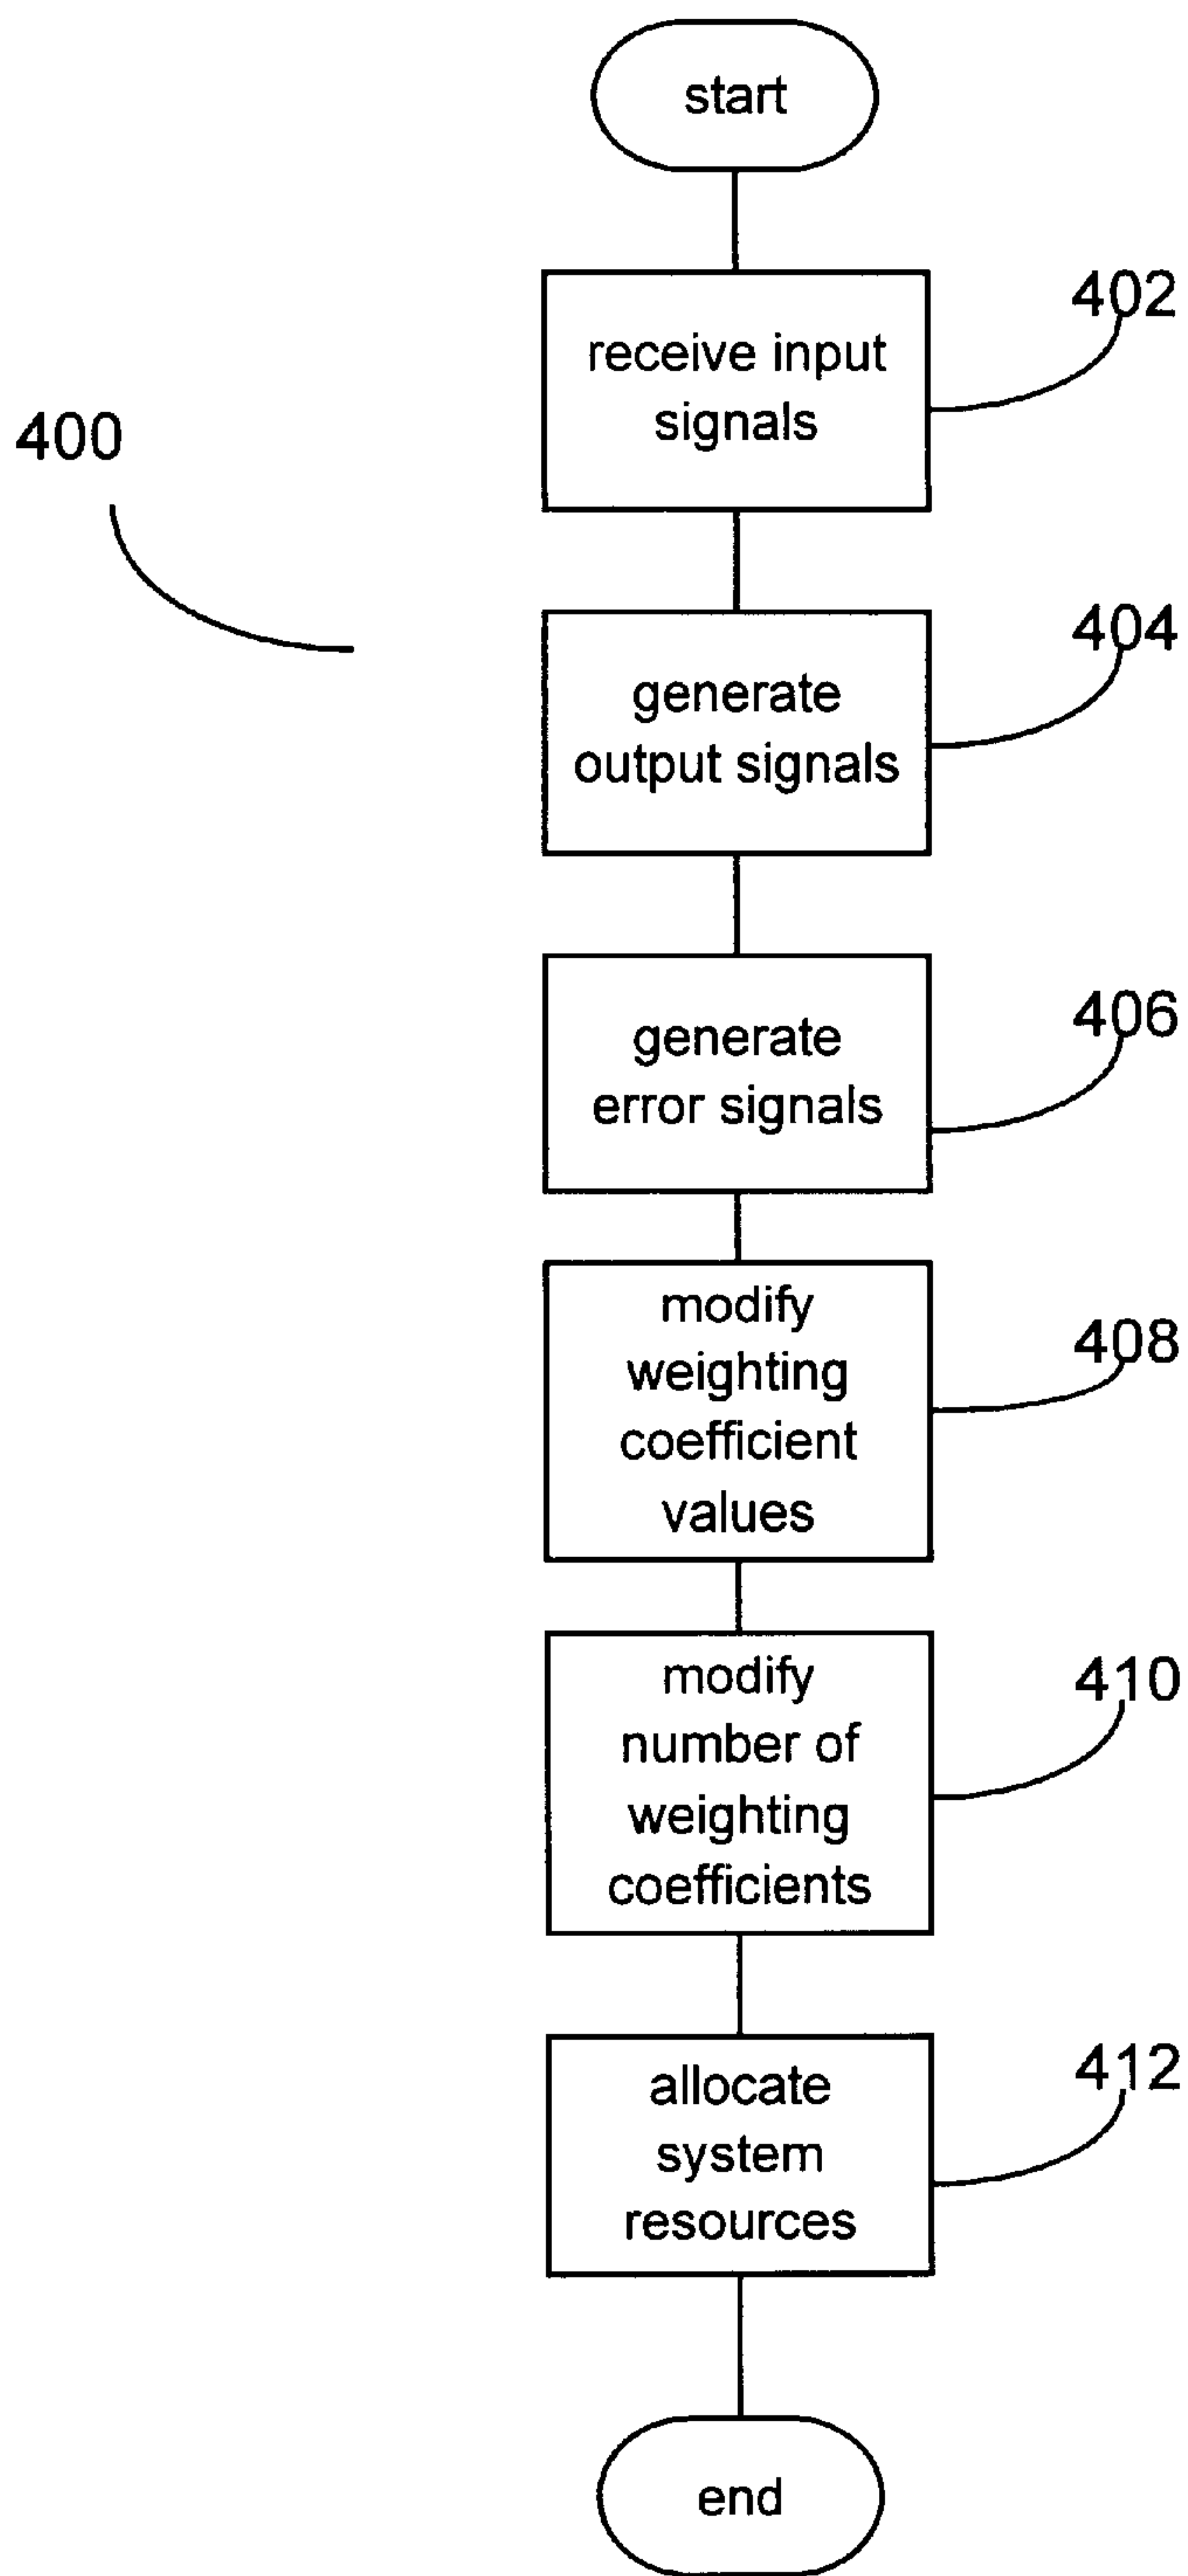 start
402
receive input
signals
400
404
generate
output signals
406
generate
error signals
408
modify
weighting
coefficient
values
410
modify
number of
weighting
coefficients
412
allocate
system
resources
end